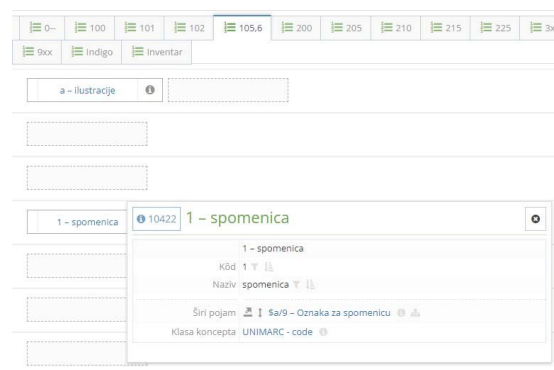 0-- 100 101 102 105,6 200 205 210 215 225 3x
9xx Indigo Inventar
a – ilustracije
1 – spomenica
10422 1 – spomenica
1 – spomenica
Kôd 1
Naziv spomenica
Širi pojam $a/9 – Oznaka za spomenicu
Klasa koncepta UNIMARC - code